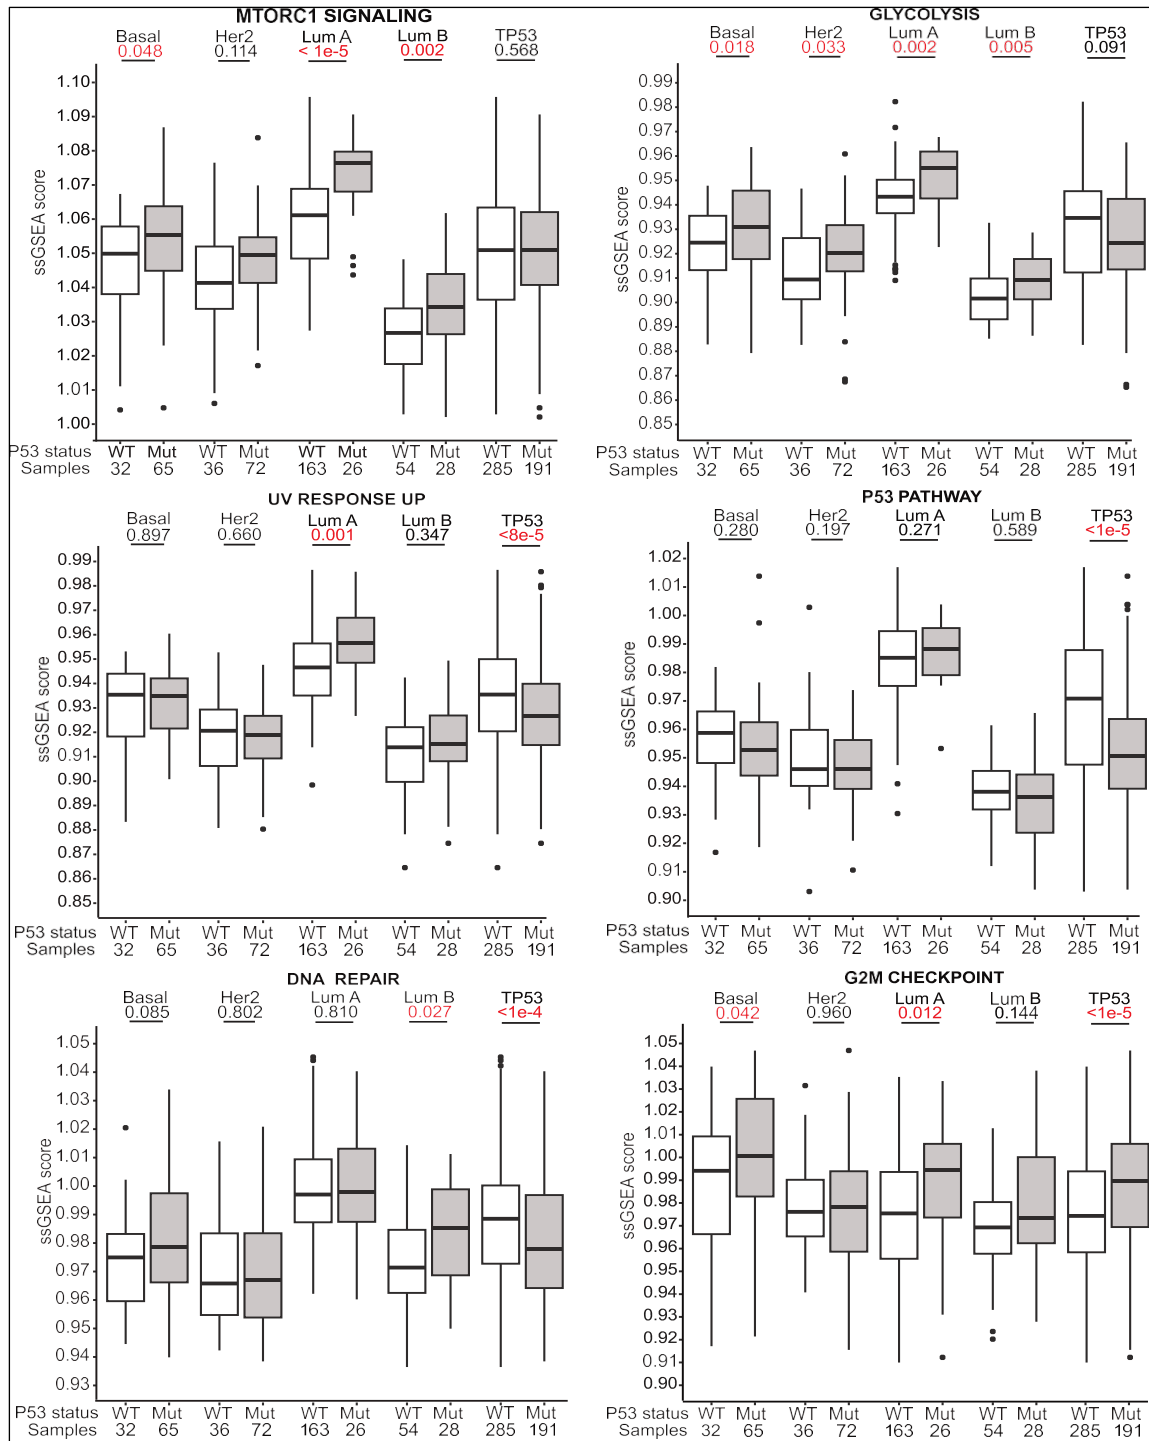 MTORC1 SIGNALING
Basal Her2 Lum A Lum B TP53
0.048 0.114 < 1e-5 0.002 0.568
ssGSEA score
1.10
1.09
1.08
1.07
1.06
1.05
1.04
1.03
1.02
1.01
1.00
P53 status WT Mut WT Mut WT Mut WT Mut WT Mut
Samples 32 65 36 72 163 26 54 28 285 191
GLYCOLYSIS
Basal Her2 Lum A Lum B TP53
0.018 0.033 0.002 0.005 0.091
ssGSEA score
0.99
0.98
0.97
0.96
0.95
0.94
0.93
0.92
0.91
0.90
0.89
0.88
0.87
0.86
0.85
WT Mut WT Mut WT Mut WT Mut WT Mut
32 65 36 72 163 26 54 28 285 191
UV RESPONSE UP
Basal Her2 Lum A Lum B TP53
0.897 0.660 0.001 0.347 <8e-5
ssGSEA score
0.99
0.98
0.97
0.96
0.95
0.94
0.93
0.92
0.91
0.90
0.89
0.88
0.87
0.86
0.85
P53 status WT Mut WT Mut WT Mut WT Mut WT Mut
Samples 32 65 36 72 163 26 54 28 285 191
P53 PATHWAY
Basal Her2 Lum A Lum B TP53
0.280 0.197 0.271 0.589 <1e-5
ssGSEA score
1.02
1.01
1.00
0.99
0.98
0.97
0.96
0.95
0.94
0.93
0.92
0.91
0.90
P53 status WT Mut WT Mut WT Mut WT Mut WT Mut
Samples 32 65 36 72 163 26 54 28 285 191
DNA REPAIR
Basal Her2 Lum A Lum B TP53
0.085 0.802 0.810 0.027 <1e-4
ssGSEA score
1.05
1.04
1.03
1.02
1.01
1.00
0.99
0.98
0.97
0.96
0.95
0.94
0.93
P53 status WT Mut WT Mut WT Mut WT Mut WT Mut
Samples 32 65 36 72 163 26 54 28 285 191
G2M CHECKPOINT
Basal Her2 Lum A Lum B TP53
0.042 0.960 0.012 0.144 <1e-5
ssGSEA score
1.05
1.04
1.03
1.02
1.01
1.00
0.99
0.98
0.97
0.96
0.95
0.94
0.93
0.92
0.91
0.90
P53 status WT Mut WT Mut WT Mut WT Mut WT Mut
Samples 32 65 36 72 163 26 54 28 285 191